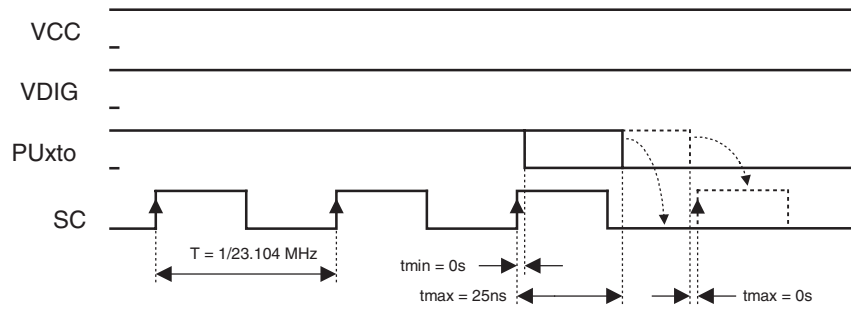 VCC
VDIG
PUxto
SC
T = 1/23.104 MHz
tmin = 0s
tmax = 25ns
tmax = 0s